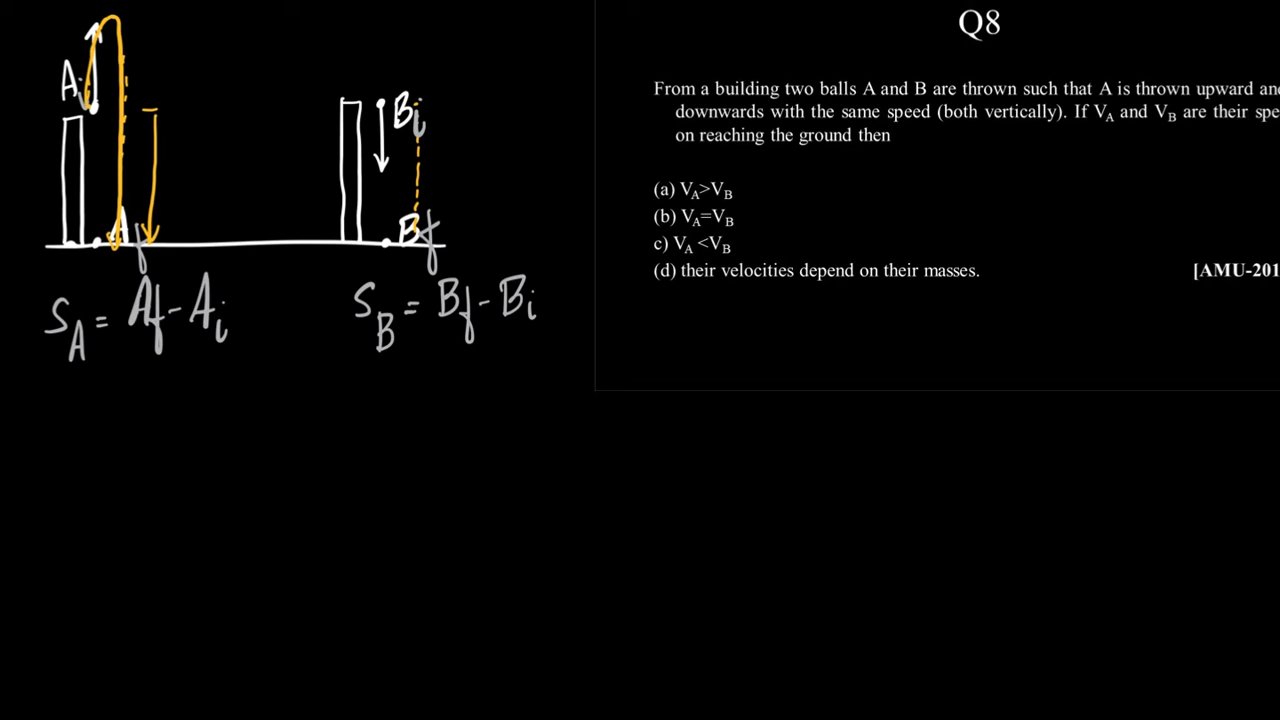 Q8
From a building two balls A and B are thrown such that A is thrown upward an
downwards with the same speed (both vertically). If VA and VB are their spe
on reaching the ground then
(a) VA>VB
(b) VA=VB
c) VA <VB
(d) their velocities depend on their masses.
[AMU-201
Ai
Bi
Af
Bf
SA = Af - Ai
SB = Bf - Bi